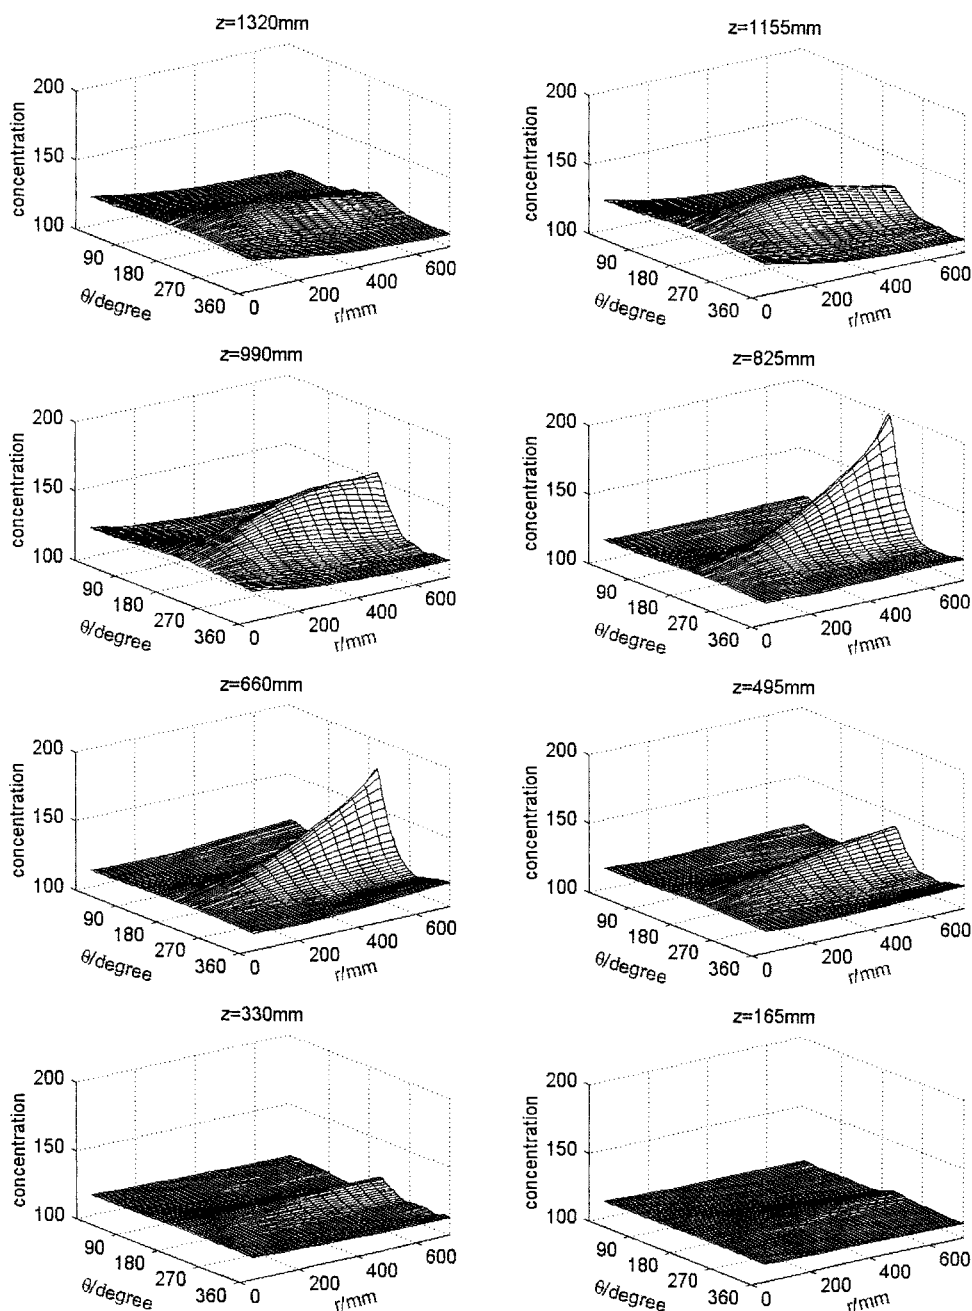 z=1320mm
200
150
100
concentration
90
180
270
360
θ/degree
0
200
400
600
r/mm
z=1155mm
200
150
100
concentration
90
180
270
360
θ/degree
0
200
400
600
r/mm
z=990mm
200
150
100
concentration
90
180
270
360
θ/degree
0
200
400
600
r/mm
z=825mm
200
150
100
concentration
90
180
270
360
θ/degree
0
200
400
600
r/mm
z=660mm
200
150
100
concentration
90
180
270
360
θ/degree
0
200
400
600
r/mm
z=495mm
200
150
100
concentration
90
180
270
360
θ/degree
0
200
400
600
r/mm
z=330mm
200
150
100
concentration
90
180
270
360
θ/degree
0
200
400
600
r/mm
z=165mm
200
150
100
concentration
90
180
270
360
θ/degree
0
200
400
600
r/mm